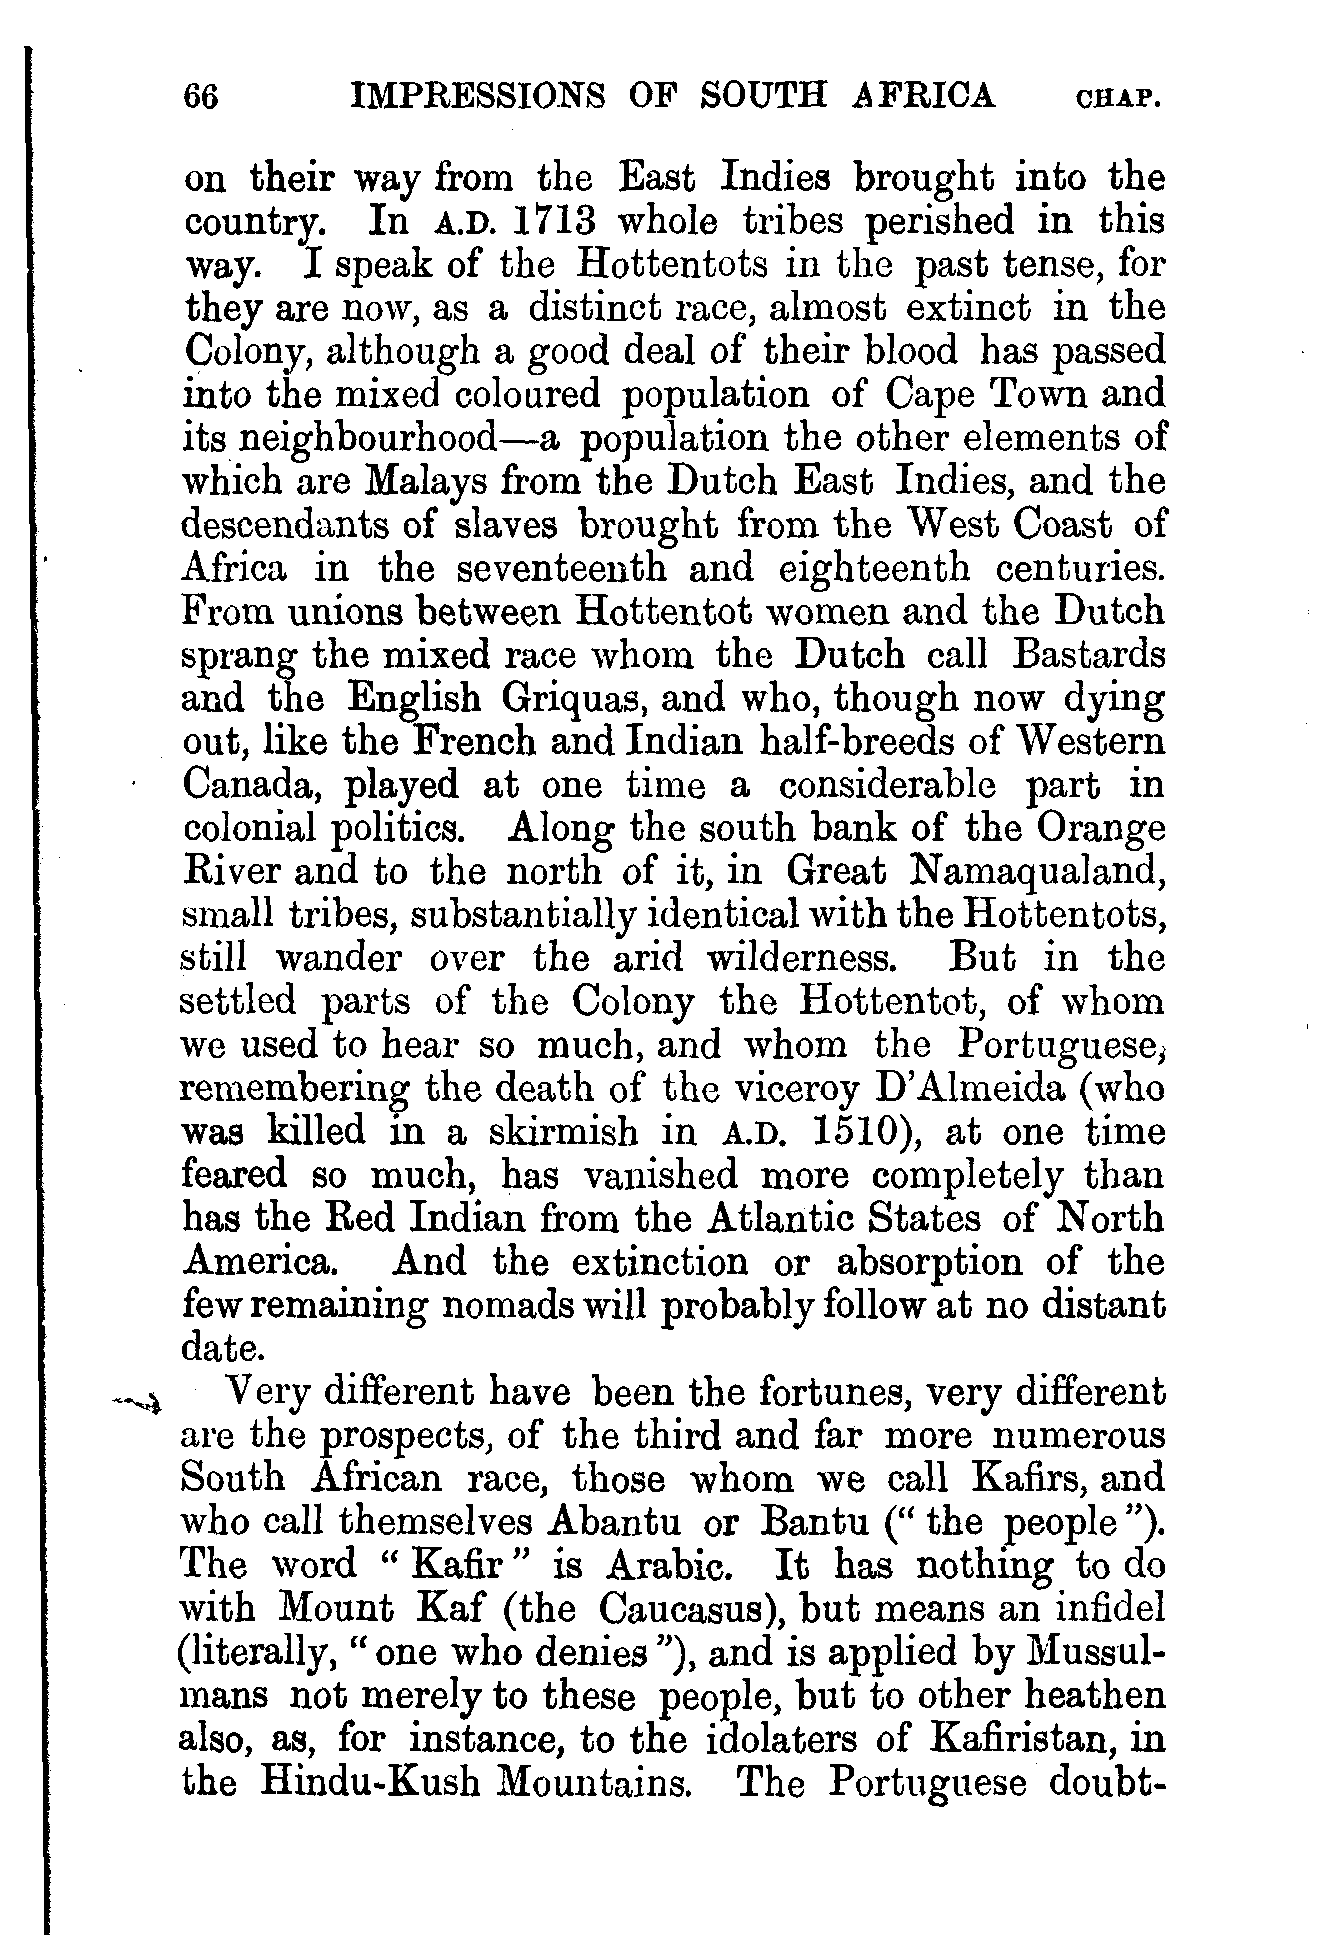 66 IMPRESSIONS OF SOUTH AFRICA CHAP.
on their way from the East Indies brought into the
country. In A.D. 1713 whole tribes perished in this
way. I speak of the Hottentots in the past tense, for
they are now, as a distinct race, almost extinct in the
Colony, although a good deal of their blood has passed
into the mixed coloured population of Cape Town and
its neighbourhood—a population the other elements of
which are Malays from the Dutch East Indies, and the
descendants of slaves brought from the West Coast of
Africa in the seventeenth and eighteenth centuries.
From unions between Hottentot women and the Dutch
sprang the mixed race whom the Dutch call Bastards
and the English Griquas, and who, though now dying
out, like the French and Indian half-breeds of Western
Canada, played at one time a considerable part in
colonial politics. Along the south bank of the Orange
River and to the north of it, in Great Namaqualand,
small tribes, substantially identical with the Hottentots,
still wander over the arid wilderness. But in the
settled parts of the Colony the Hottentot, of whom
we used to hear so much, and whom the Portuguese,
remembering the death of the viceroy D'Almeida (who
was killed in a skirmish in A.D. 1510), at one time
feared so much, has vanished more completely than
has the Red Indian from the Atlantic States of North
America. And the extinction or absorption of the
few remaining nomads will probably follow at no distant
date.
Very different have been the fortunes, very different
are the prospects, of the third and far more numerous
South African race, those whom we call Kafirs, and
who call themselves Abantu or Bantu (“ the people ”).
The word “ Kafir ” is Arabic. It has nothing to do
with Mount Kaf (the Caucasus), but means an infidel
(literally, “ one who denies ”), and is applied by Mussul-
mans not merely to these people, but to other heathen
also, as, for instance, to the idolaters of Kafiristan, in
the Hindu-Kush Mountains. The Portuguese doubt-